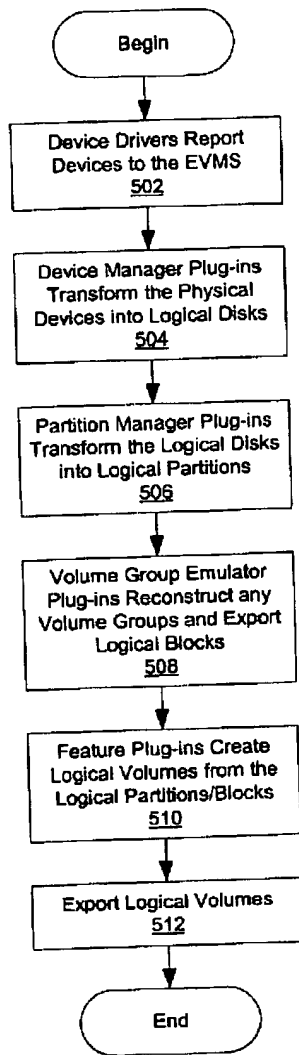 Begin
Device Drivers Report
Devices to the EVMS
502
Device Manager Plug-ins
Transform the Physical
Devices into Logical Disks
504
Partition Manager Plug-ins
Transform the Logical Disks
into Logical Partitions
506
Volume Group Emulator
Plug-ins Reconstruct any
Volume Groups and Export
Logical Blocks
508
Feature Plug-ins Create
Logical Volumes from the
Logical Partitions/Blocks
510
Export Logical Volumes
512
End